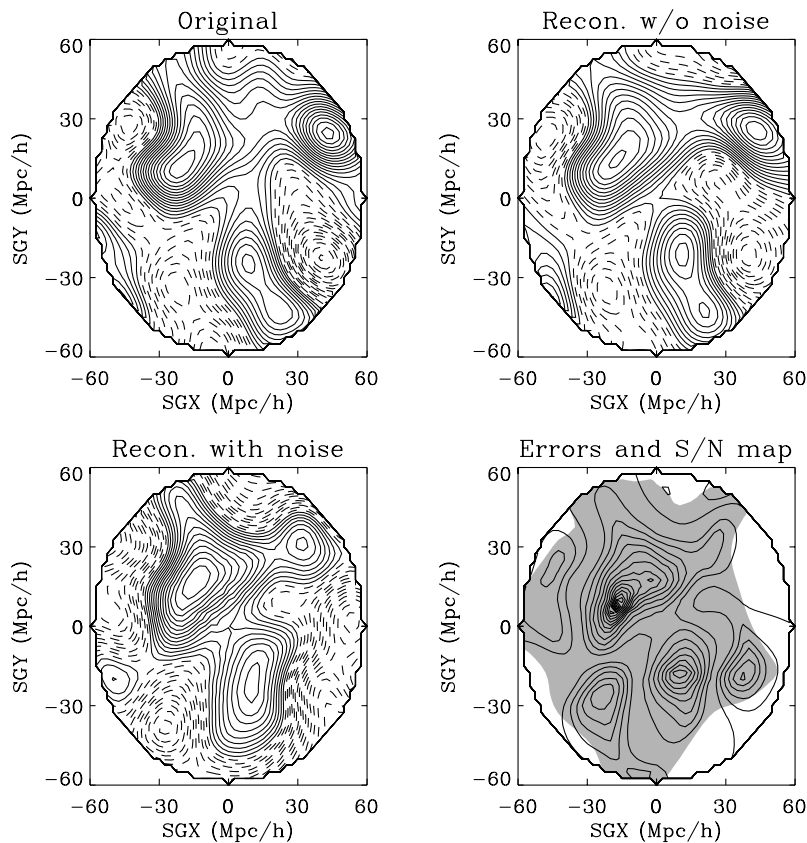 Original
Recon. w/o noise
60
30
0
−30
−60
SGY (Mpc/h)
−60 −30 0 30 60
SGX (Mpc/h)
60
30
0
−30
−60
SGY (Mpc/h)
−60 −30 0 30 60
SGX (Mpc/h)
Recon. with noise
Errors and S/N map
60
30
0
−30
−60
SGY (Mpc/h)
−60 −30 0 30 60
SGX (Mpc/h)
60
30
0
−30
−60
SGY (Mpc/h)
−60 −30 0 30 60
SGX (Mpc/h)